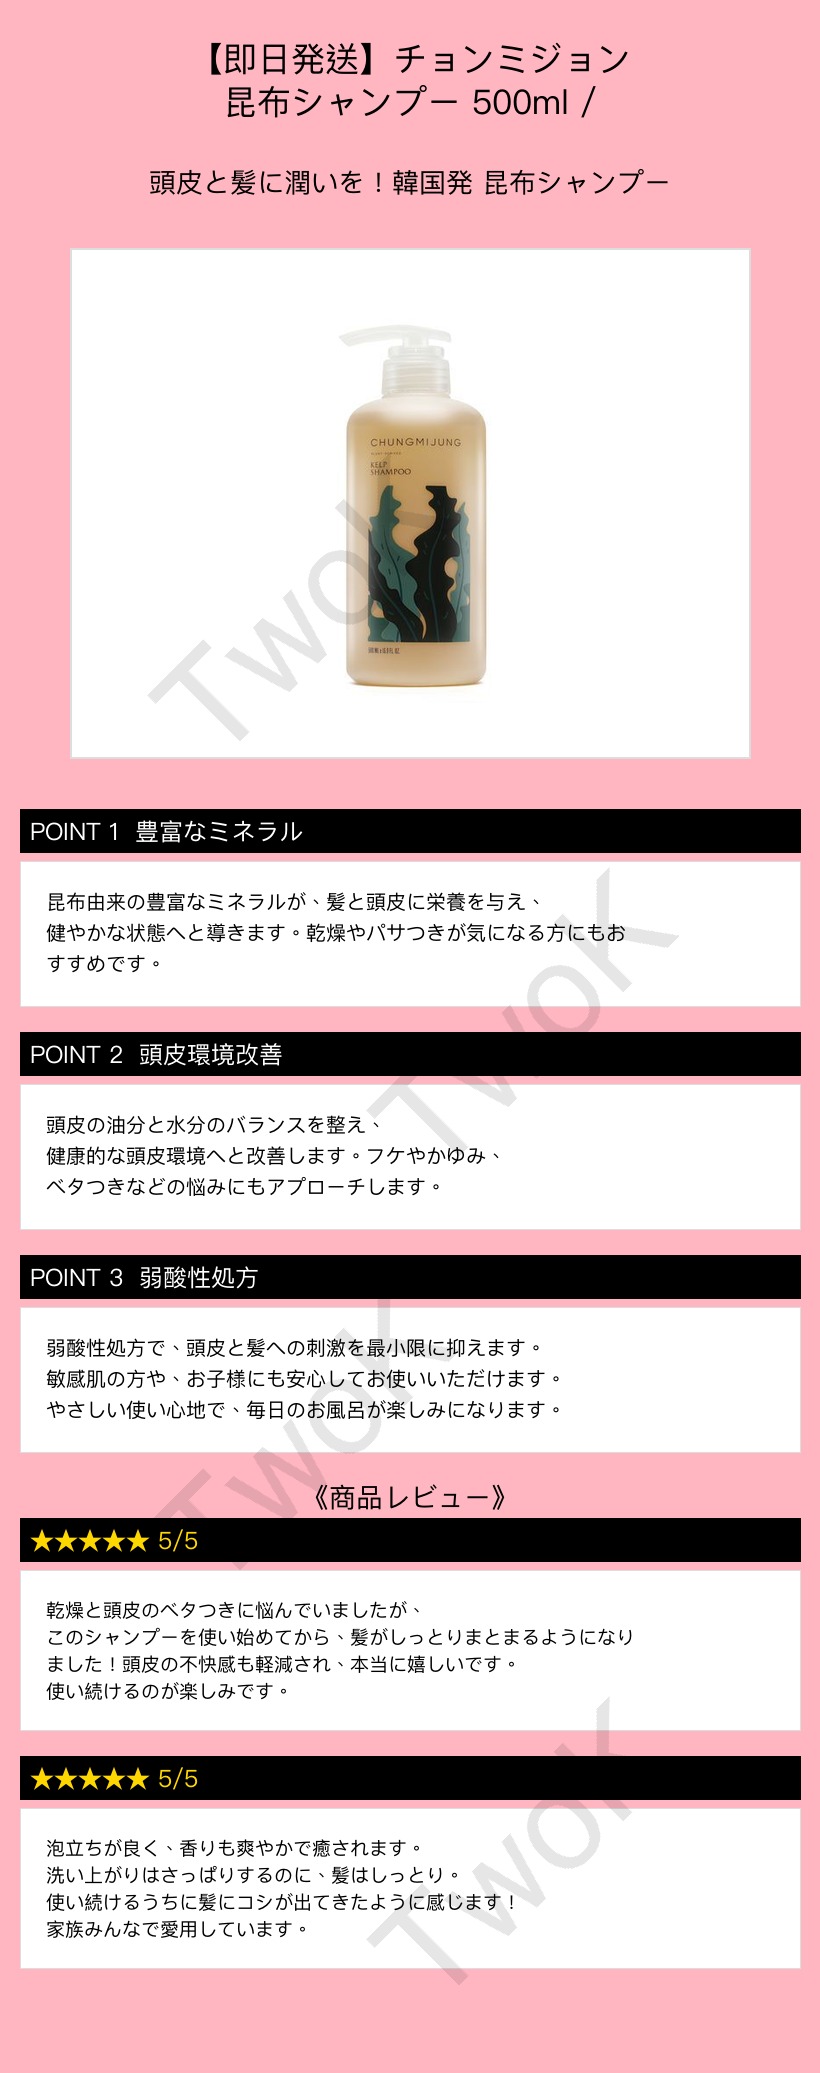 【即日発送】チョンミジョン
昆布シャンプー 500ml /
頭皮と髪に潤いを！韓国発 昆布シャンプー
CHUNGMIJUNG
KELP
SHAMPOO
TwoK
POINT 1 豊富なミネラル
昆布由来の豊富なミネラルが、髪と頭皮に栄養を与え、
健やかな状態へと導きます。乾燥やパサつきが気になる方にもお
すすめです。
TwoK
POINT 2 頭皮環境改善
頭皮の油分と水分のバランスを整え、
健康的な頭皮環境へと改善します。フケやかゆみ、
ベタつきなどの悩みにもアプローチします。
POINT 3 弱酸性処方
弱酸性処方で、頭皮と髪への刺激を最小限に抑えます。
敏感肌の方や、お子様にも安心してお使いいただけます。
やさしい使い心地で、毎日のお風呂が楽しみになります。
TwoK
《商品レビュー》
★★★★★ 5/5
乾燥と頭皮のベタつきに悩んでいましたが、
このシャンプーを使い始めてから、髪がしっとりまとまるようになり
ました！頭皮の不快感も軽減され、本当に嬉しいです。
使い続けるのが楽しみです。
★★★★★ 5/5
泡立ちが良く、香りも爽やかで癒されます。
洗い上がりはさっぱりするのに、髪はしっとり。
使い続けるうちに髪にコシが出てきたように感じます！
家族みんなで愛用しています。
TwoK